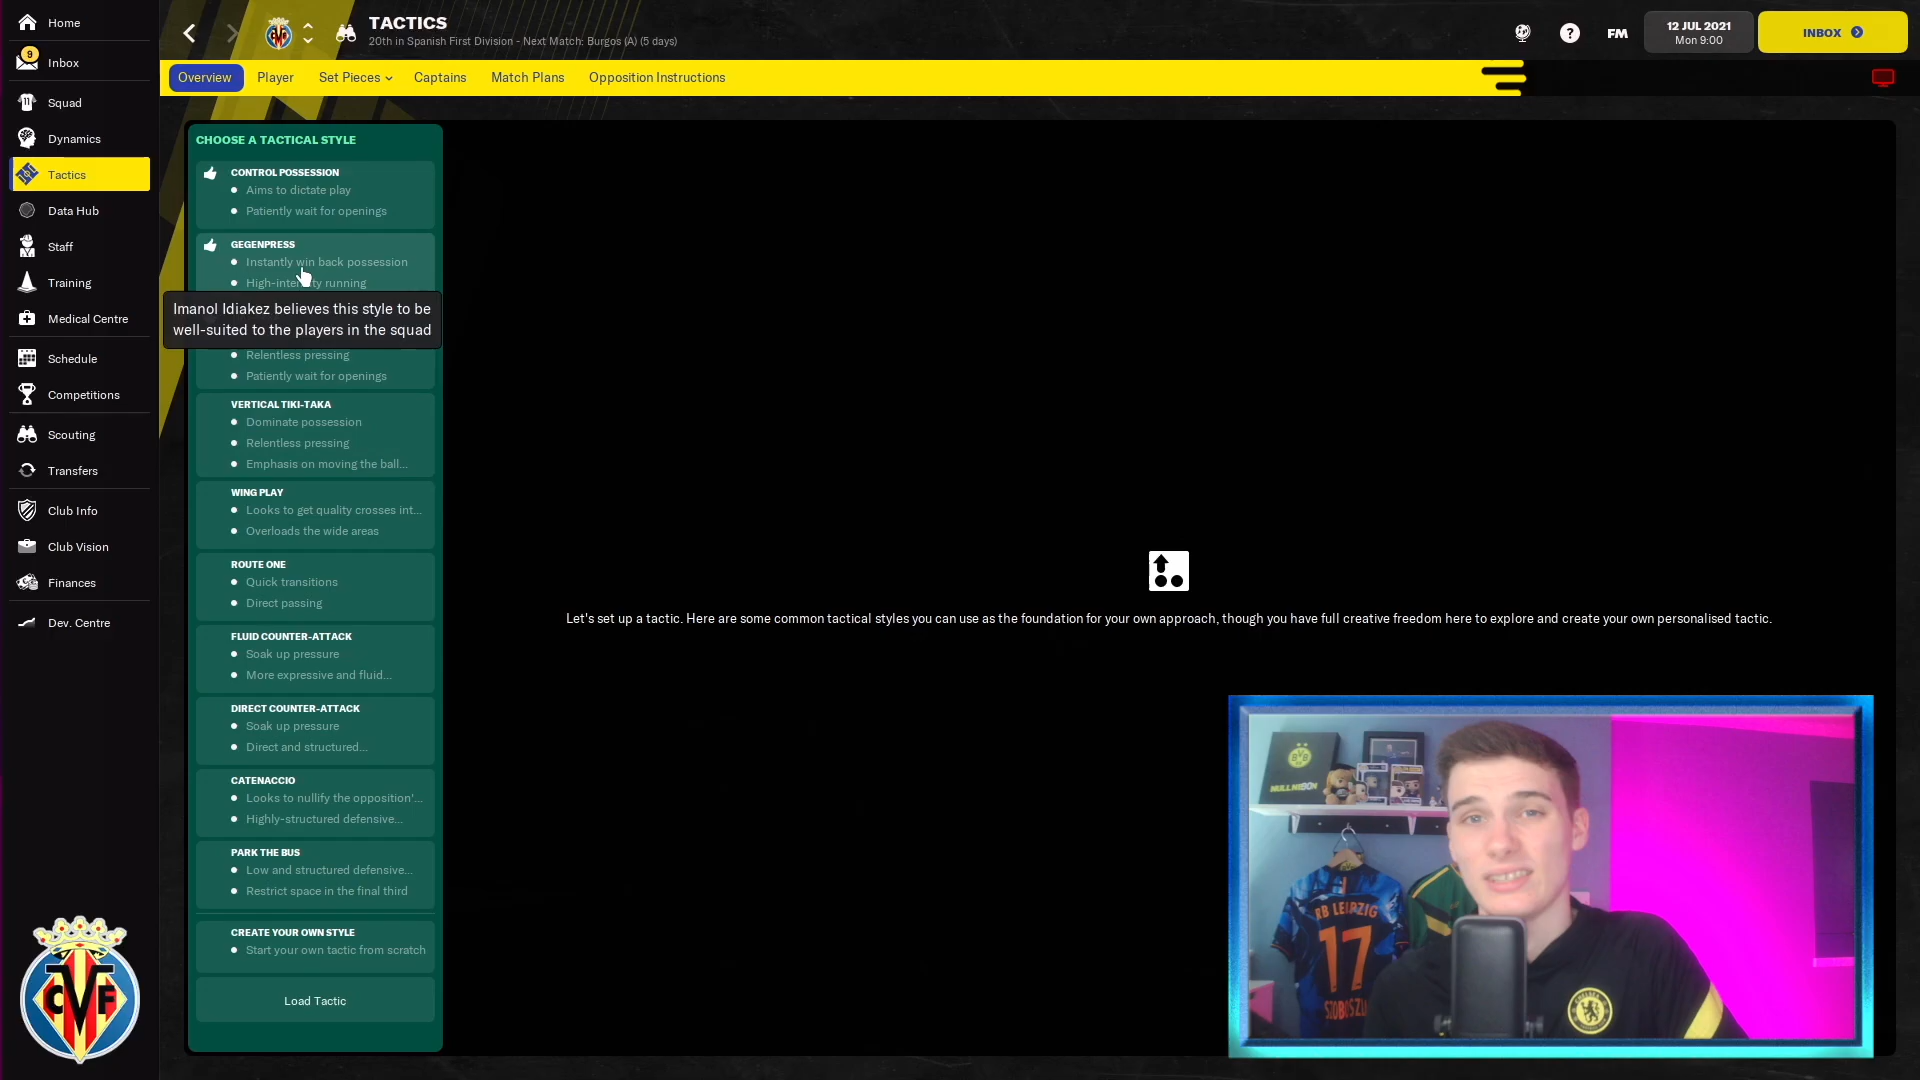 Home
9
Inbox
Squad
Dynamics
Tactics
Data Hub
Staff
Training
Medical Centre
Schedule
Competitions
Scouting
Transfers
Club Info
Club Vision
Finances
Dev. Centre
CVF
TACTICS
20th in Spanish First Division - Next Match: Burgos (A) (5 days)
?
FM
12 JUL 2021
Mon 9:00
INBOX
Overview
Player
Set Pieces
Captains
Match Plans
Opposition Instructions
CHOOSE A TACTICAL STYLE
CONTROL POSSESSION
Aims to dictate play
Patiently wait for openings
GEGENPRESS
Instantly win back possession
High-intensity running
Imanol Idiakez believes this style to be
well-suited to the players in the squad
Relentless pressing
Patiently wait for openings
VERTICAL TIKI-TAKA
Dominate possession
Relentless pressing
Emphasis on moving the ball...
WING PLAY
Looks to get quality crosses int...
Overloads the wide areas
ROUTE ONE
Quick transitions
Direct passing
FLUID COUNTER-ATTACK
Soak up pressure
More expressive and fluid...
DIRECT COUNTER-ATTACK
Soak up pressure
Direct and structured...
CATENACCIO
Looks to nullify the opposition'...
Highly-structured defensive...
PARK THE BUS
Low and structured defensive...
Restrict space in the final third
CREATE YOUR OWN STYLE
Start your own tactic from scratch
Load Tactic
Let's set up a tactic. Here are some common tactical styles you can use as the foundation for your own approach, though you have full creative freedom here to explore and create your own personalised tactic.
BVB
RB LEIPZIG
17
SZOBOSZLAI
CHELSEA